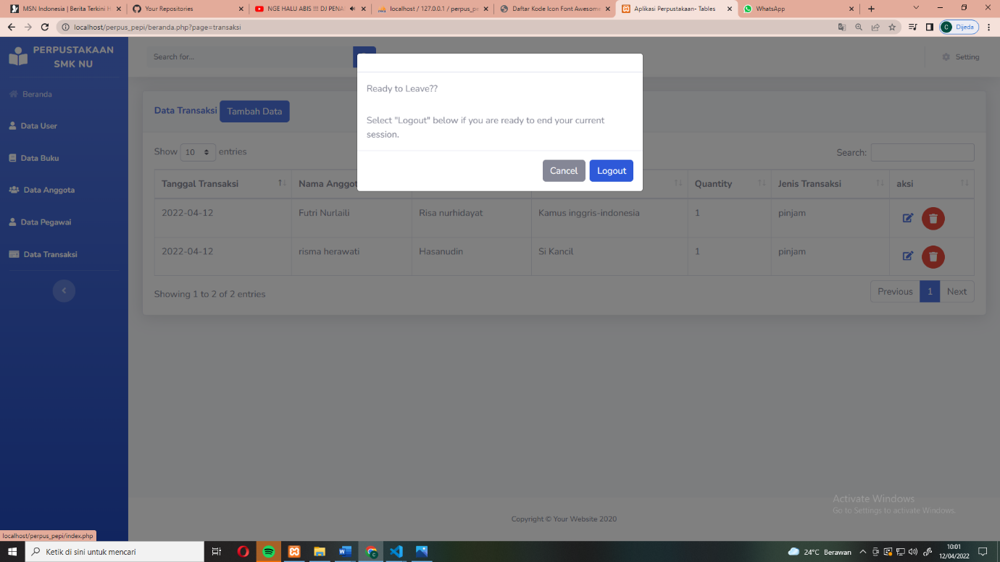 MSN Indonesia | Berita Terkini H
Your Repositories
NGE HALU ABIS !!! DJ PENA
localhost / 127.0.0.1 / perpus_pe
Daftar Kode Icon Font Awesome
Aplikasi Perpustakaan- Tables
WhatsApp
localhost/perpus_pepi/beranda.php?page=transaksi
C Dijeda
PERPUSTAKAAN
SMK NU
Beranda
Data User
Data Buku
Data Anggota
Data Pegawai
Data Transaksi
Search for...
Setting
Ready to Leave??
Select "Logout" below if you are ready to end your current
session.
Cancel Logout
Data Transaksi Tambah Data
Show 10 entries
Search:
Tanggal Transaksi Nama Anggot Quantity Jenis Transaksi aksi
2022-04-12 Futri Nurlaili Risa nurhidayat Kamus inggris-indonesia 1 pinjam
2022-04-12 risma herawati Hasanudin Si Kancil 1 pinjam
Showing 1 to 2 of 2 entries
Previous 1 Next
Copyright © Your Website 2020
Activate Windows
Go to Settings to activate Windows.
localhost/perpus_pepi/index.php
Ketik di sini untuk mencari
24°C Berawan
10:01
12/04/2022